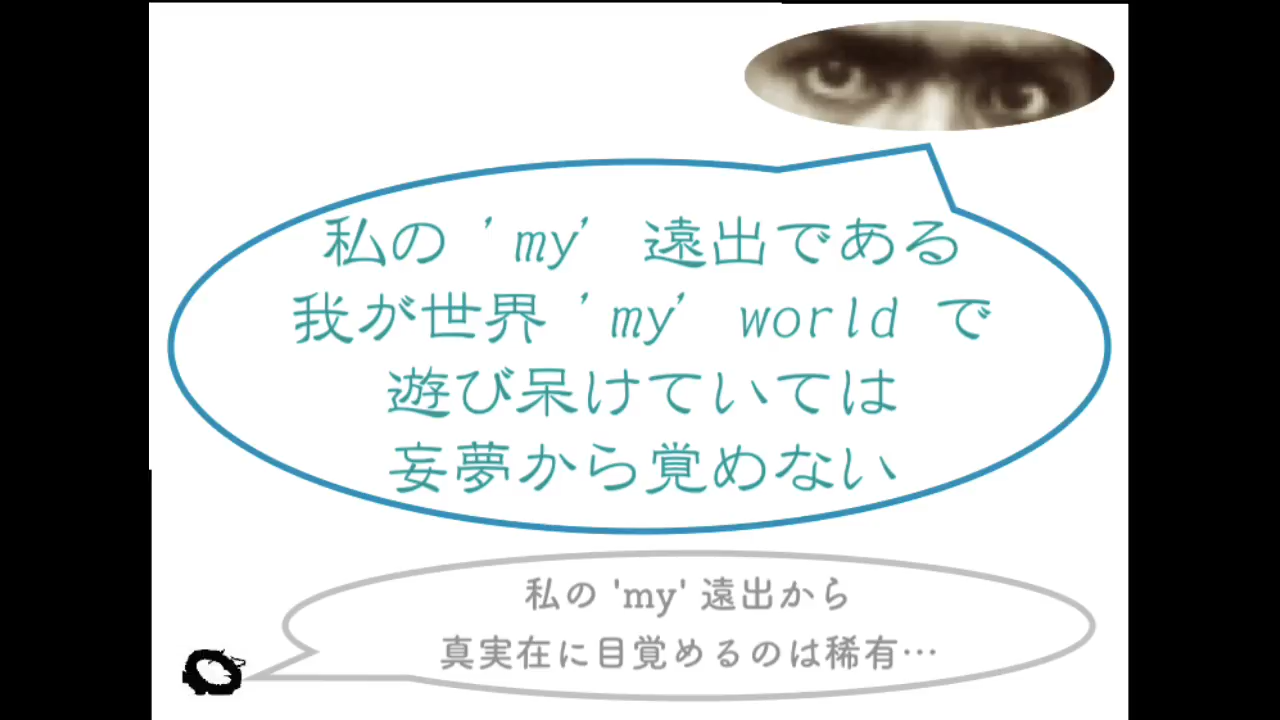 私の 'my' 遠出である
我が世界 'my' world で
遊び呆けていては
妄夢から覚めない
私の 'my' 遠出から
真実在に目覚めるのは稀有…